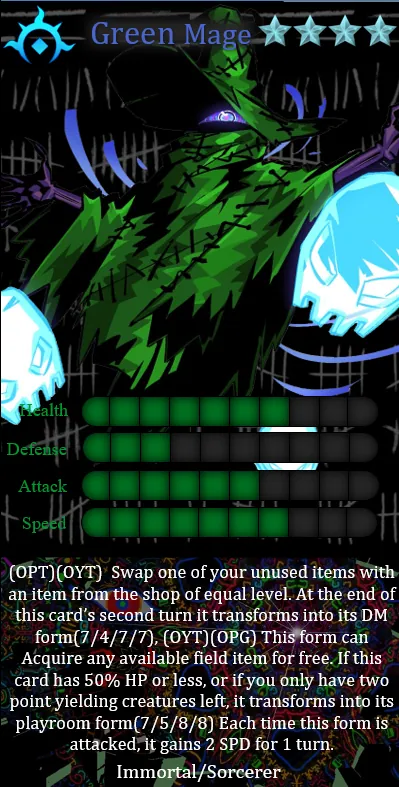 Green Mage
Health
Defense
Attack
Speed
(OPT)(OYT) Swap one of your unused items with
an item from the shop of equal level. At the end of
this card's second turn it transforms into its DM
form(7/4/7/7), (OYT)(OPG) This form can
Acquire any available field item for free. If this
card has 50% HP or less, or if you only have two
point yielding creatures left, it transforms into its
playroom form(7/5/8/8) Each time this form is
attacked, it gains 2 SPD for 1 turn.
Immortal/Sorcerer